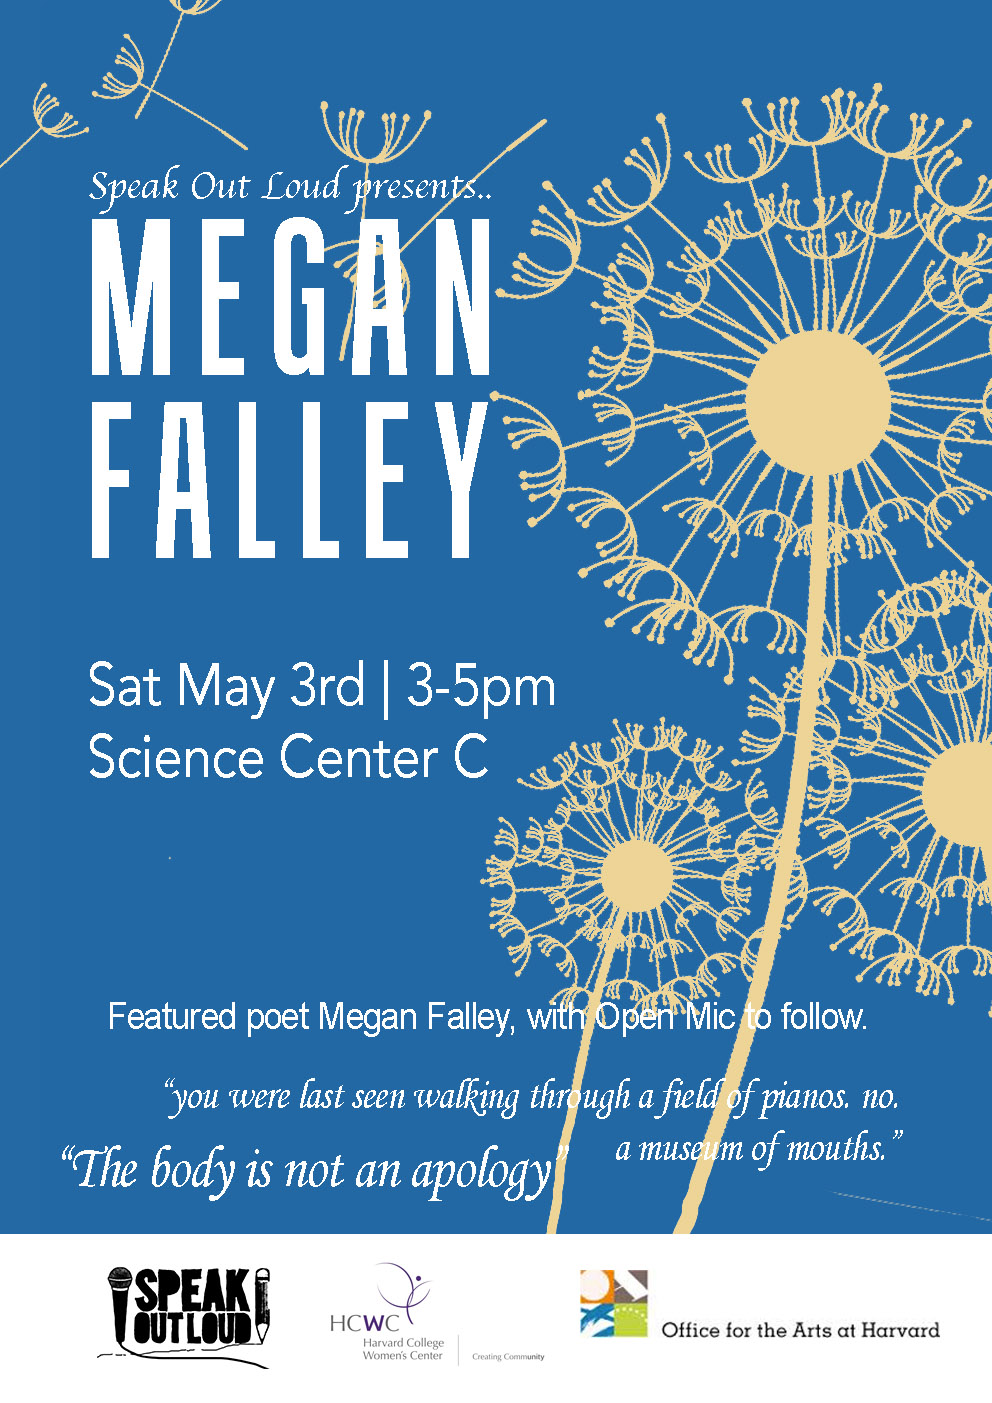 Speak Out Loud presents..
MEGAN
FALLEY
Sat May 3rd | 3-5pm
Science Center C
Featured poet Megan Falley, with Open Mic to follow.
“you were last seen walking through a field of pianos. no.
a museum of mouths.”
“The body is not an apology”
SPEAK
OUT LOUD
HCWC
Harvard College
Women's Center
Creating Community
OA
Office for the Arts at Harvard